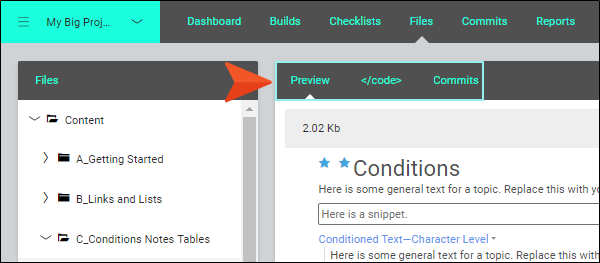 My Big Proj...
Dashboard Builds Checklists Files Commits Reports
Files
Content
A_Getting Started
B_Links and Lists
C_Conditions Notes Tables
Preview </code> Commits
2.02 Kb
Conditions
Here is some general text for a topic. Replace this with yo
Here is a snippet.
Conditioned Text—Character Level
Here is some general text for a topic. Replace this with